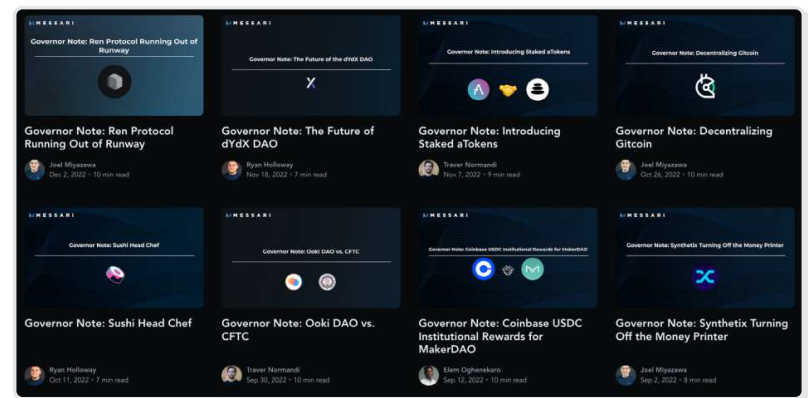 MESSARI
Governor Note: Ren Protocol Running Out of
Runway
MESSARI
Governor Note: The Future of the dYdX DAO
MESSARI
Governor Note: Introducing Staked aTokens
MESSARI
Governor Note: Decentralizing Gitcoin
Governor Note: Ren Protocol
Running Out of Runway
Joel Miyazawa
Dec 2, 2022 • 10 min read
Governor Note: The Future of
dYdX DAO
Ryan Holloway
Nov 18, 2022 • 7 min read
Governor Note: Introducing
Staked aTokens
Traver Normandi
Nov 7, 2022 • 9 min read
Governor Note: Decentralizing
Gitcoin
Joel Miyazawa
Oct 26, 2022 • 10 min read
MESSARI
Governor Note: Sushi Head Chef
MESSARI
Governor Note: Ooki DAO vs. CFTC
MESSARI
Governor Note: Coinbase USDC Institutional Rewards for MakerDAO
MESSARI
Governor Note: Synthetix Turning Off the Money Printer
Governor Note: Sushi Head Chef
Ryan Holloway
Oct 11, 2022 • 7 min read
Governor Note: Ooki DAO vs.
CFTC
Traver Normandi
Sep 30, 2022 • 10 min read
Governor Note: Coinbase USDC
Institutional Rewards for
MakerDAO
Elem Oghenekaro
Sep 12, 2022 • 10 min read
Governor Note: Synthetix Turning
Off the Money Printer
Joel Miyazawa
Sep 2, 2022 • 8 min read